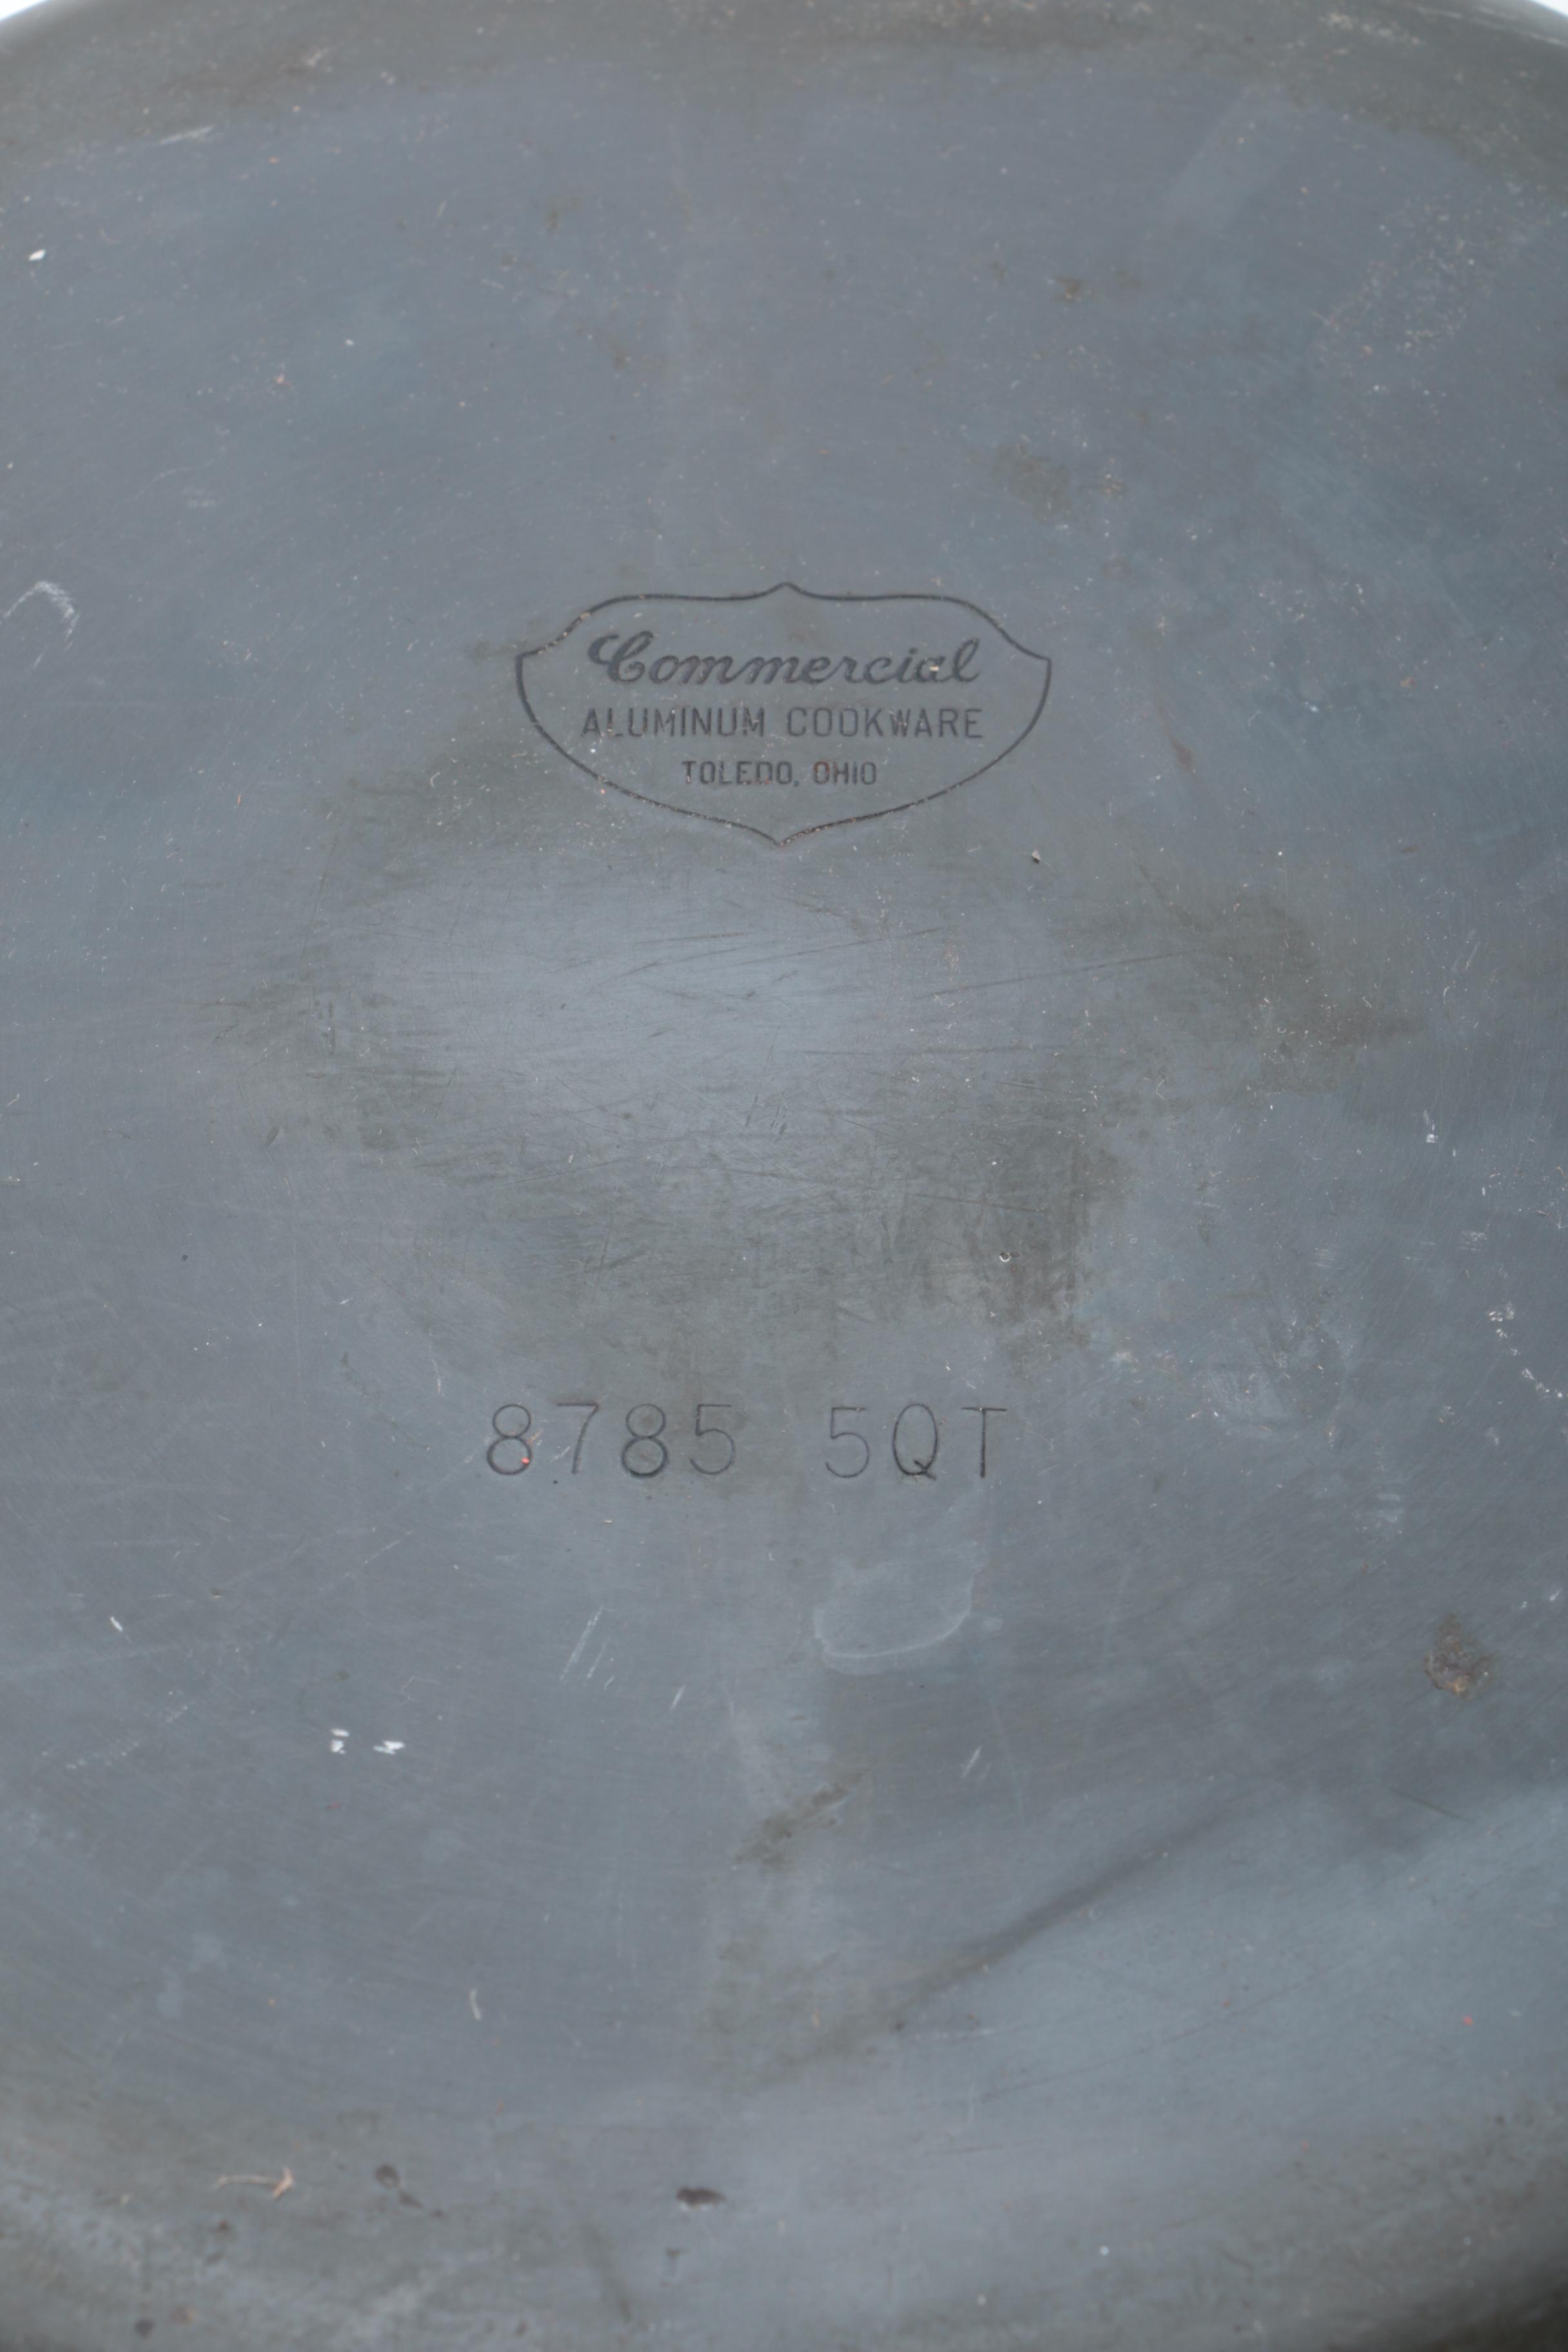 Commercial
ALUMINUM COOKWARE
TOLEDO, OHIO
8785 5QT